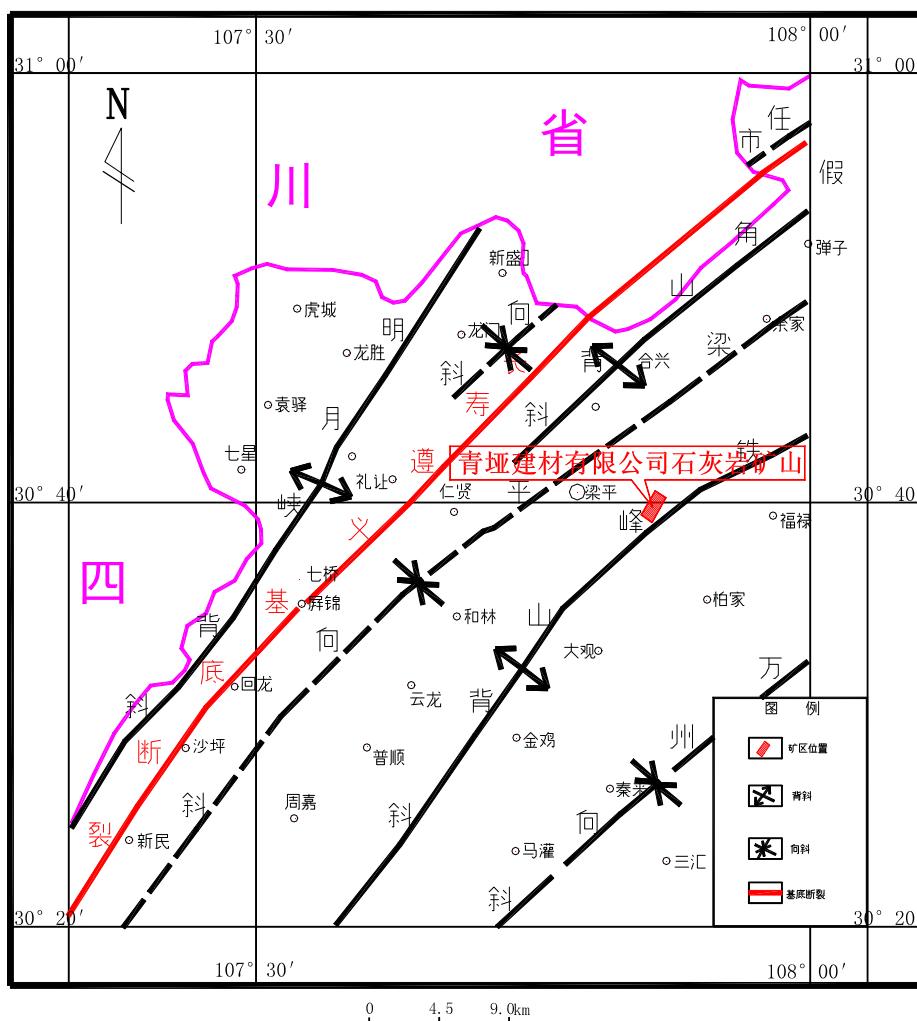 107° 30′
108° 00′
31° 00′
31° 00
N
四川省
任市
假角山背斜
弹子
新盛
虎城
龙门
向斜
明月峡背斜
龙胜
余家
合兴
袁驿
梁平向斜
七星
礼让
仁贤
梁平
铁峰山背斜
青垭建材有限公司石灰岩矿山
30° 40′
30° 40
福禄
遵义基底断裂
寿
七桥
屏锦
和林
柏家
大观
回龙
云龙
金鸡
沙坪
普顺
万州向斜
周嘉
新民
马灌
三汇
图 例
矿区位置
背斜
向斜
基底断裂
30° 20′
30° 20
107° 30′
108° 00′
0 4.5 9.0km